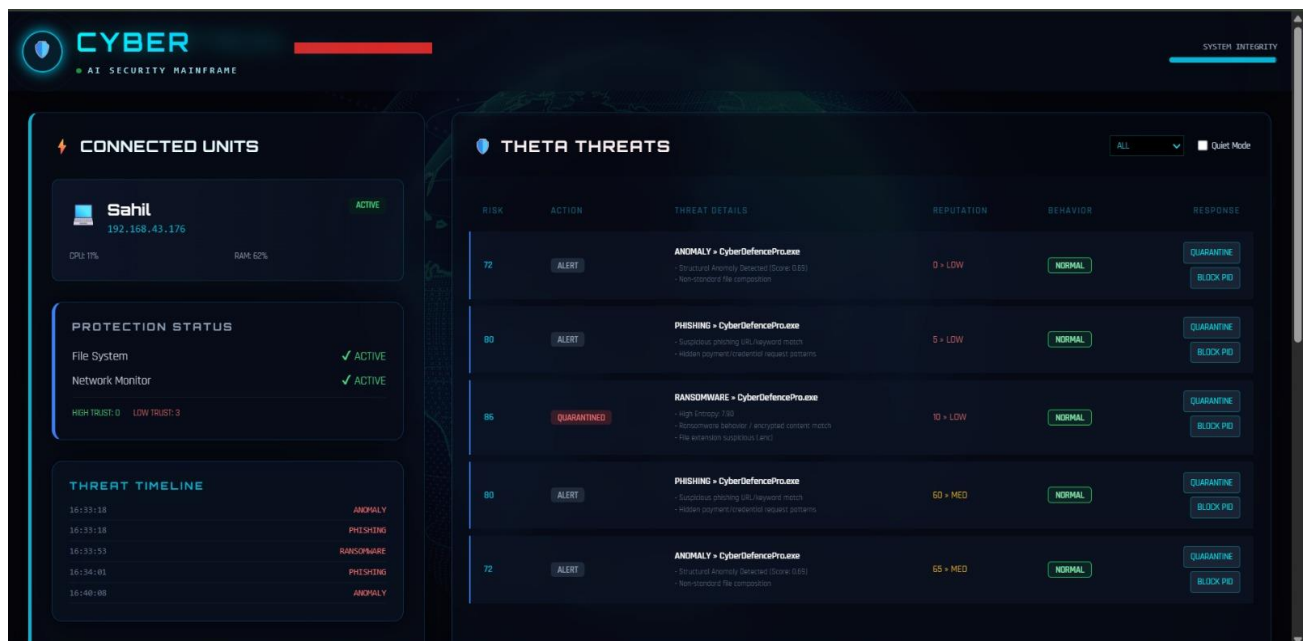 CYBER
AI SECURITY MAINFRAME
SYSTEM INTEGRITY
CONNECTED UNITS
Sahil
ACTIVE
192.168.43.176
CPU: 11% RAM: 62%
PROTECTION STATUS
File System ✓ ACTIVE
Network Monitor ✓ ACTIVE
HIGH TRUST: 0 LOW TRUST: 3
THREAT TIMELINE
16:33:18 ANOMALY
16:33:18 PHISHING
16:33:53 RANSOMWARE
16:34:01 PHISHING
16:40:08 ANOMALY
THETA THREATS
ALL Quiet Mode
RISK ACTION THREAT DETAILS REPUTATION BEHAVIOR RESPONSE
72 ALERT ANOMALY » CyberDefencePro.exe
- Structural Anomaly Detected (Score: 0.65)
- Non-standard file composition
0 » LOW NORMAL QUARANTINE
BLOCK PID
80 ALERT PHISHING » CyberDefencePro.exe
- Suspicious phishing URL/keyword match
- Hidden payment/credential request patterns
5 » LOW NORMAL QUARANTINE
BLOCK PID
86 QUARANTINED RANSOMWARE » CyberDefencePro.exe
- High Entropy: 7.90
- Ransomware behavior / encrypted content match
- File extension suspicious (.enc)
10 » LOW NORMAL QUARANTINE
BLOCK PID
80 ALERT PHISHING » CyberDefencePro.exe
- Suspicious phishing URL/keyword match
- Hidden payment/credential request patterns
60 » MED NORMAL QUARANTINE
BLOCK PID
72 ALERT ANOMALY » CyberDefencePro.exe
- Structural Anomaly Detected (Score: 0.65)
- Non-standard file composition
65 » MED NORMAL QUARANTINE
BLOCK PID